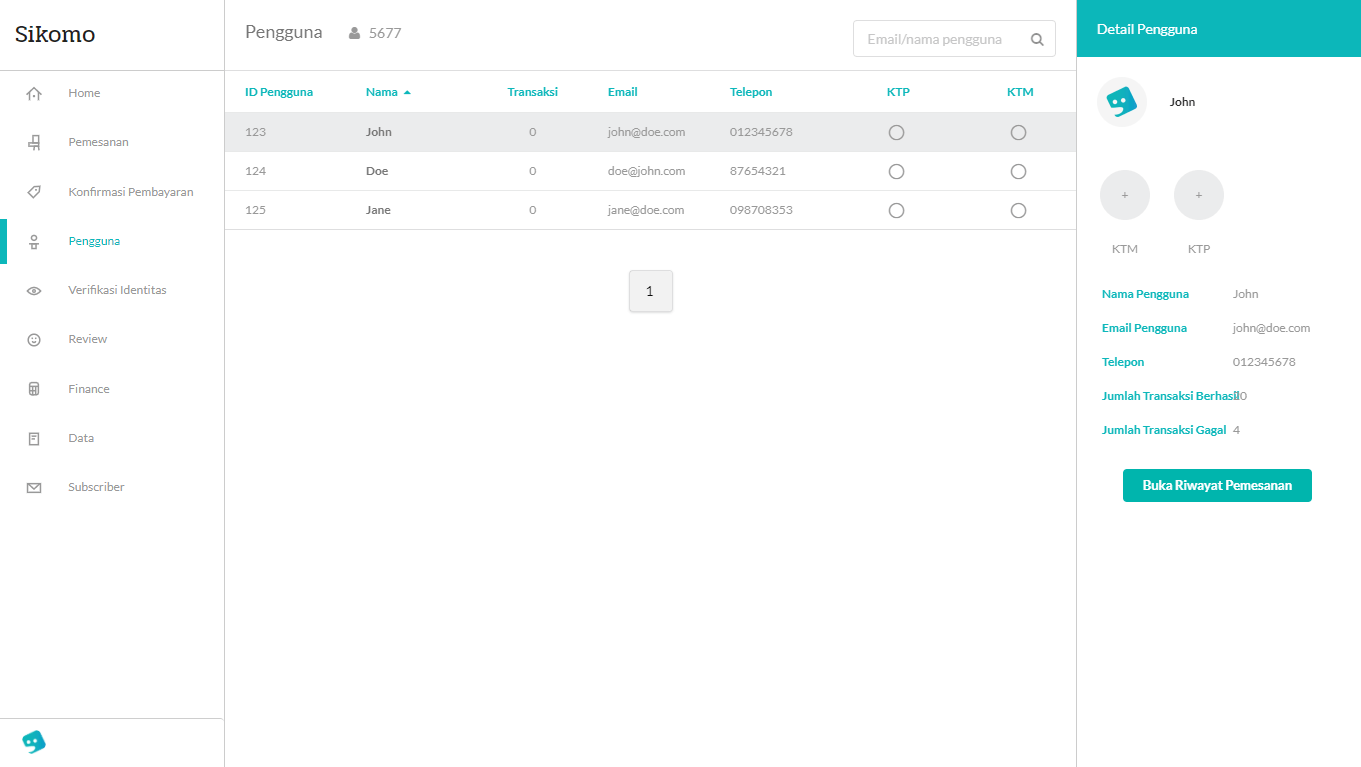 Sikomo
Home
Pemesanan
Konfirmasi Pembayaran
Pengguna
Verifikasi Identitas
Review
Finance
Data
Subscriber
Pengguna 5677
Email/nama pengguna
ID Pengguna Nama Transaksi Email Telepon KTP KTM
123 John 0 john@doe.com 012345678
124 Doe 0 doe@john.com 87654321
125 Jane 0 jane@doe.com 098708353
1
Detail Pengguna
John
+ +
KTM KTP
Nama Pengguna John
Email Pengguna john@doe.com
Telepon 012345678
Jumlah Transaksi Berhasil 20
Jumlah Transaksi Gagal 4
Buka Riwayat Pemesanan